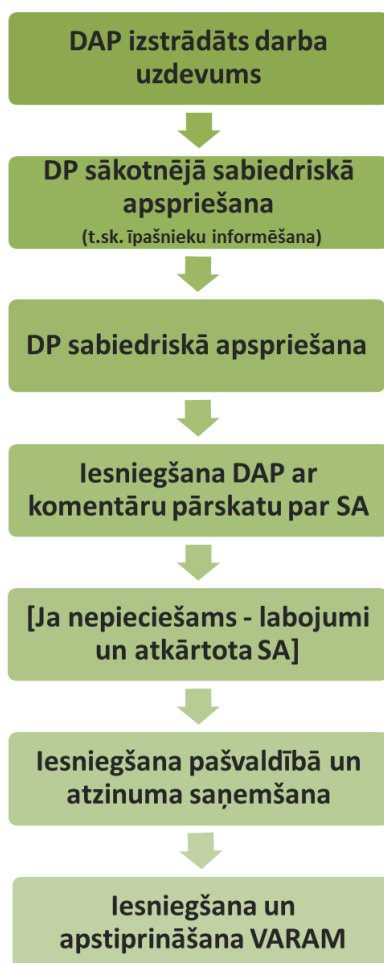 DAP izstrādāts darba
uzdevums
DP sākotnējā sabiedriskā
apspriešana
(t.sk. īpašnieku informēšana)
DP sabiedriskā apspriešana
Iesniegšana DAP ar
komentāru pārskatu par SA
[Ja nepieciešams - labojumi
un atkārtota SA]
Iesniegšana pašvaldībā un
atzinuma saņemšana
Iesniegšana un
apstiprināšana VARAM